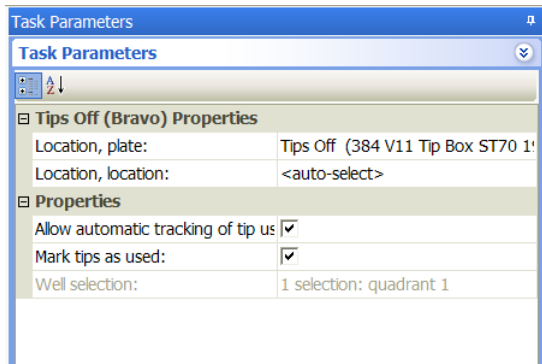 Task Parameters
Task Parameters
A Z
Tips Off (Bravo) Properties
Location, plate: Tips Off (384 V11 Tip Box ST70
Location, location: <auto-select>
Properties
Allow automatic tracking of tip us
Mark tips as used:
Well selection: 1 selection: quadrant 1